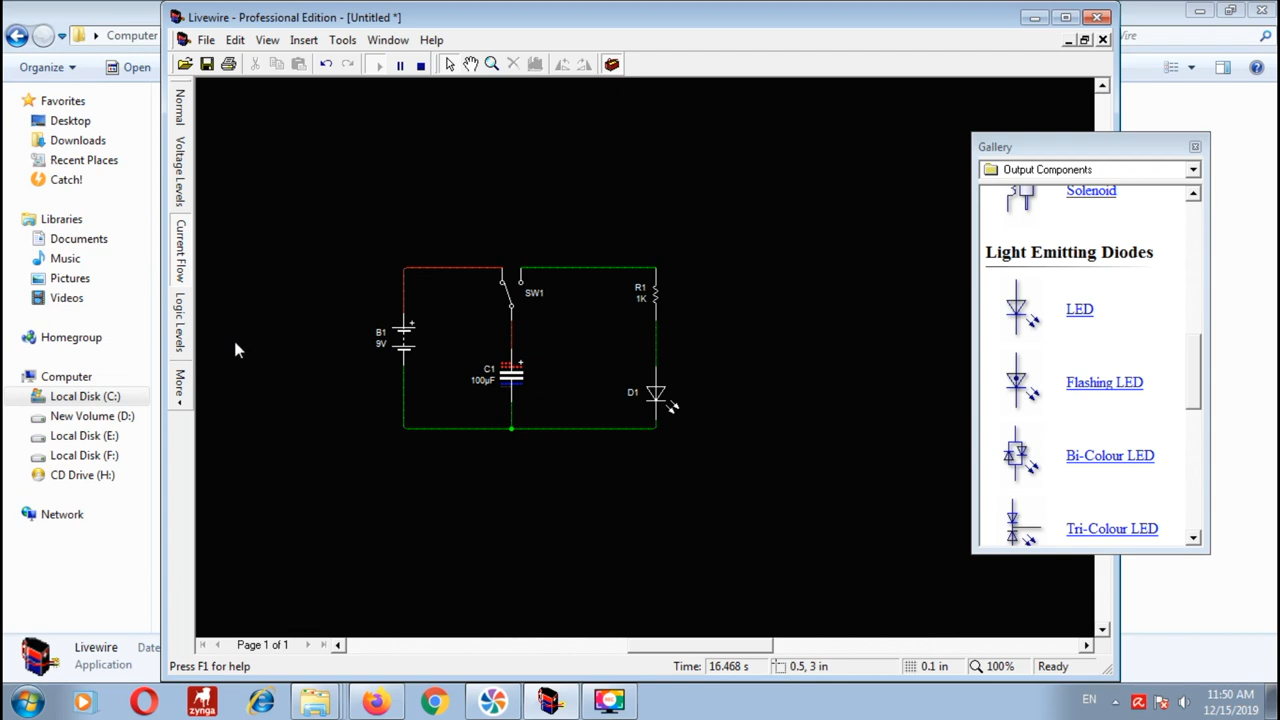 Livewire - Professional Edition - [Untitled *]
Computer
Wire
File Edit View Insert Tools Window Help
Organize
Open
Favorites
Desktop
Downloads
Recent Places
Catch!
Libraries
Documents
Music
Pictures
Videos
Homegroup
Computer
Local Disk (C:)
New Volume (D:)
Local Disk (E:)
Local Disk (F:)
CD Drive (H:)
Network
Livewire
Date
Application
Normal
Voltage Levels
Current Flow
Logic Levels
More
B1
9V
SW1
C1
100µF
R1
1K
D1
Gallery
Output Components
Solenoid
Light Emitting Diodes
LED
Flashing LED
Bi-Colour LED
Tri-Colour LED
Page 1 of 1
Press F1 for help
Time: 16.468 s
0.5, 3 in
0.1 in
100%
Ready
zynga
REC
EN
11:50 AM
12/15/2019